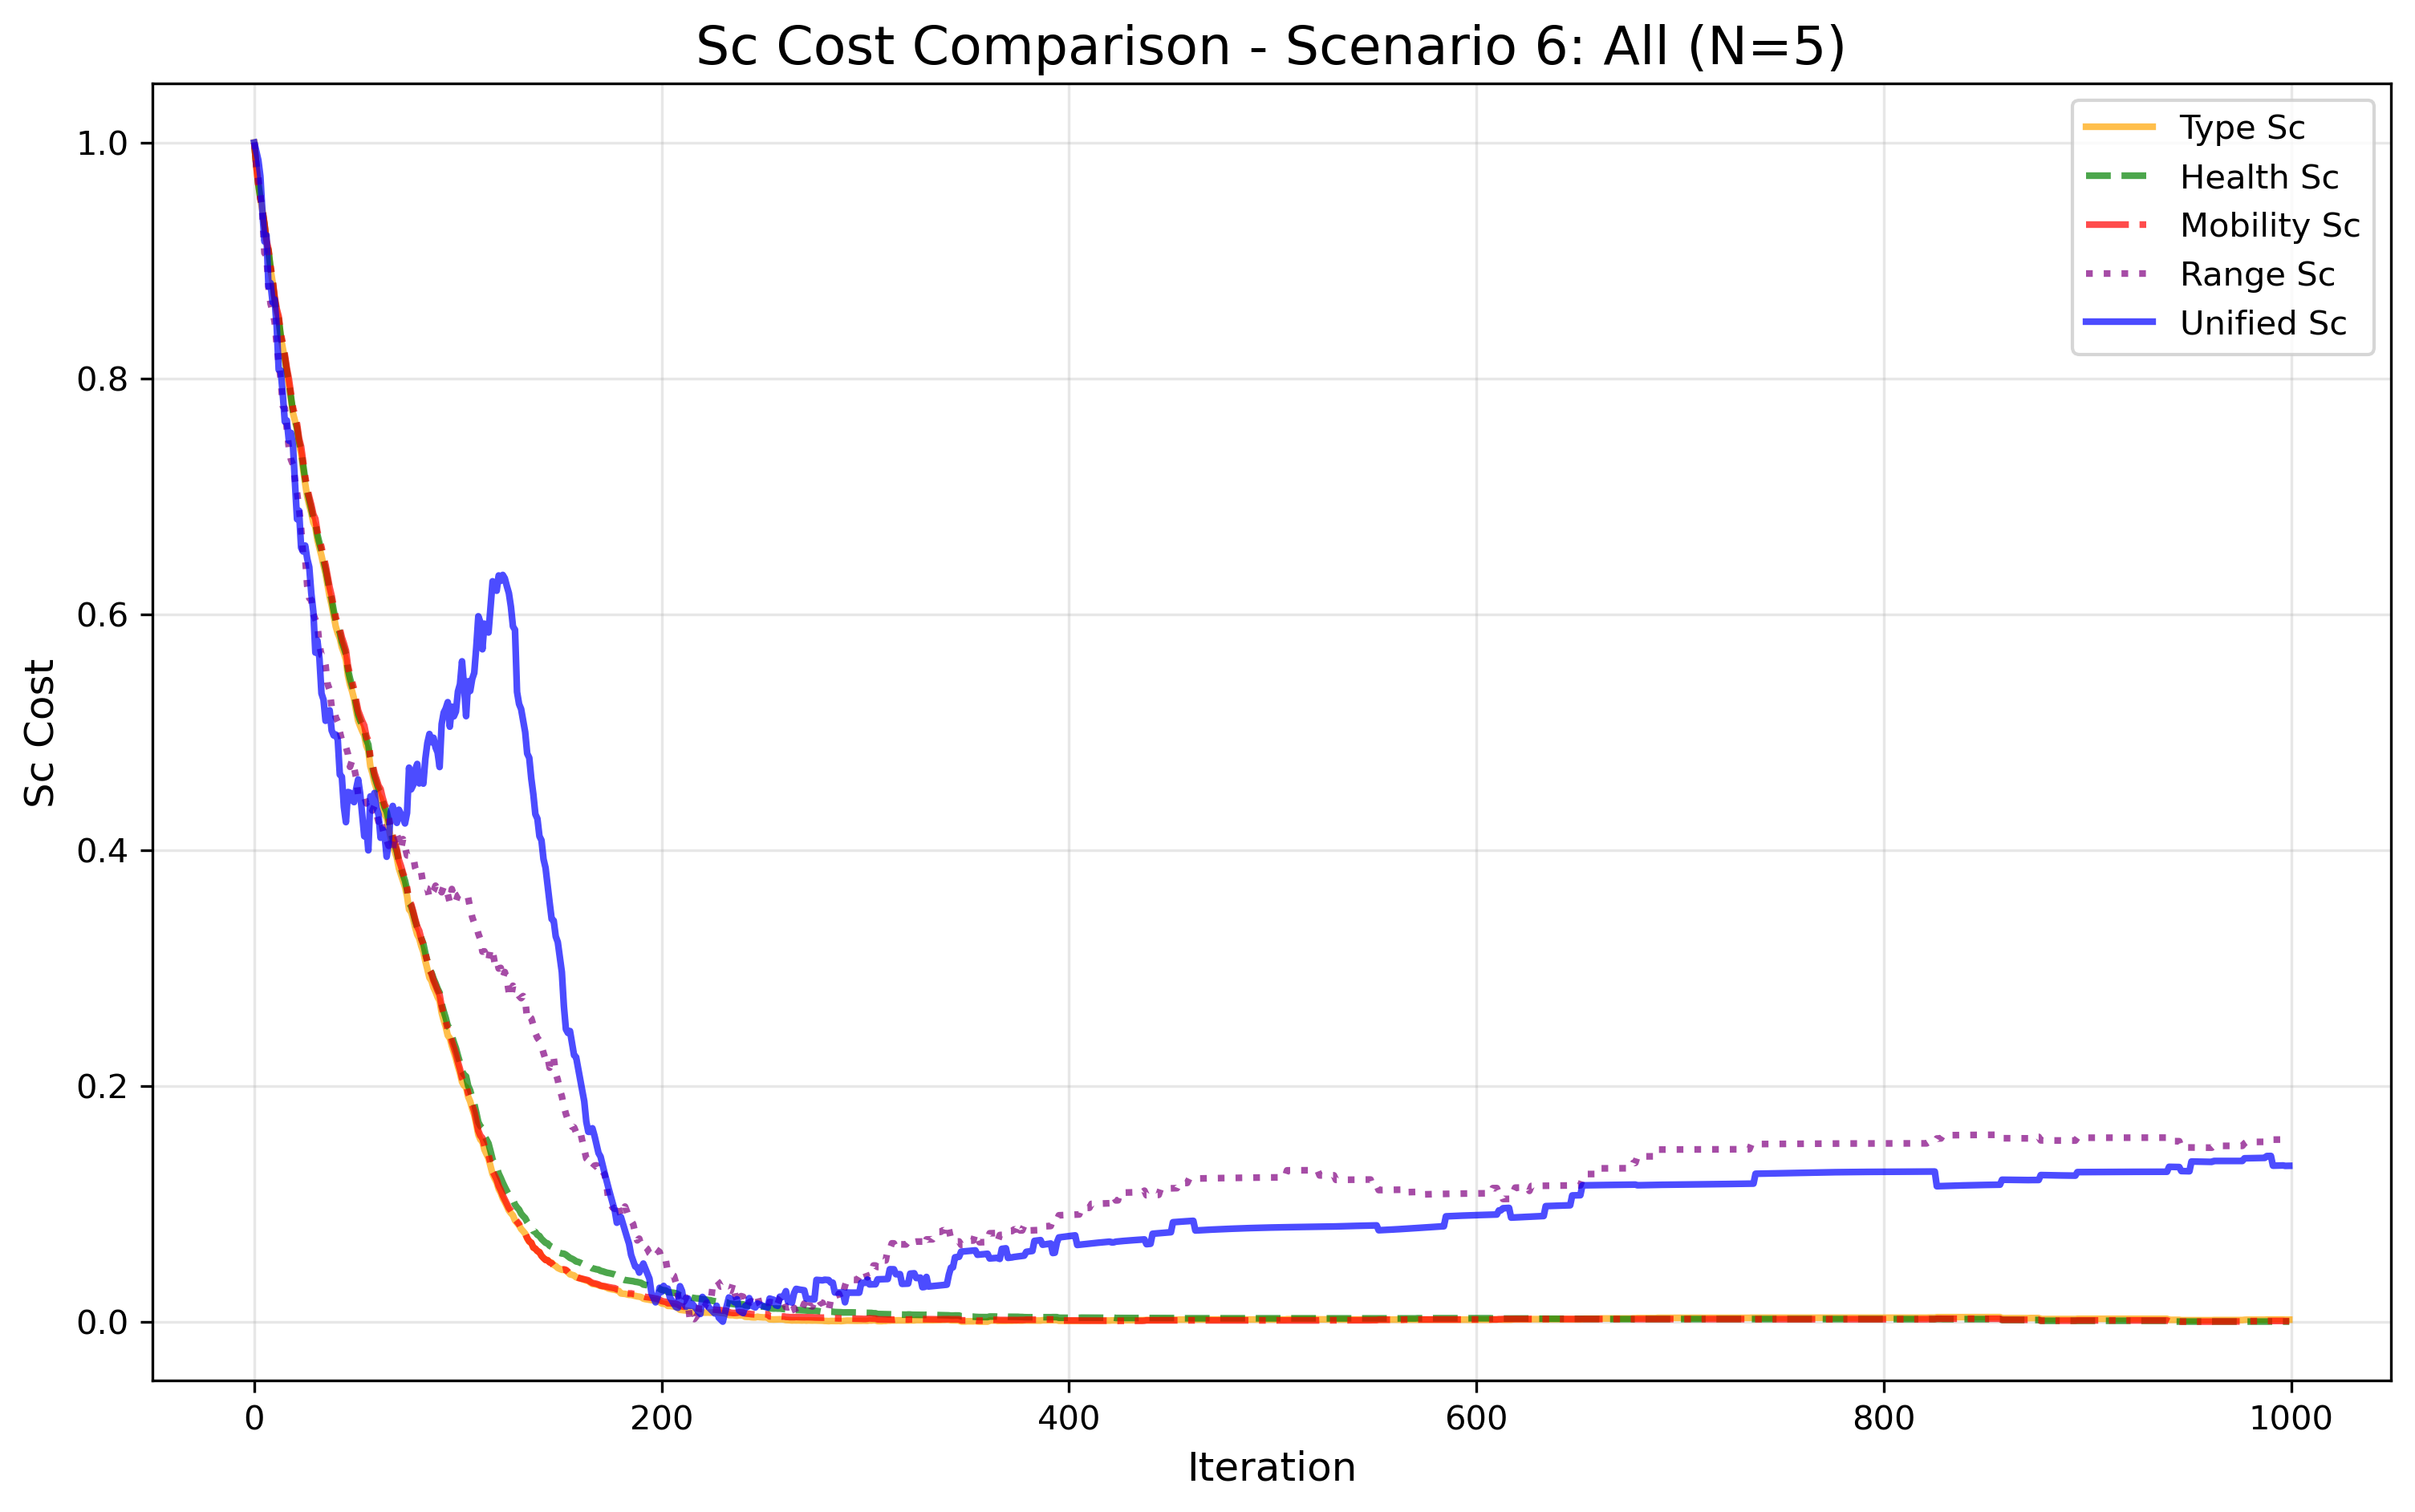 Sc Cost Comparison - Scenario 6: All (N=5)
1.0
0.8
0.6
0.4
0.2
0.0
Sc Cost
Type Sc
Health Sc
Mobility Sc
Range Sc
Unified Sc
0 200 400 600 800 1000
Iteration